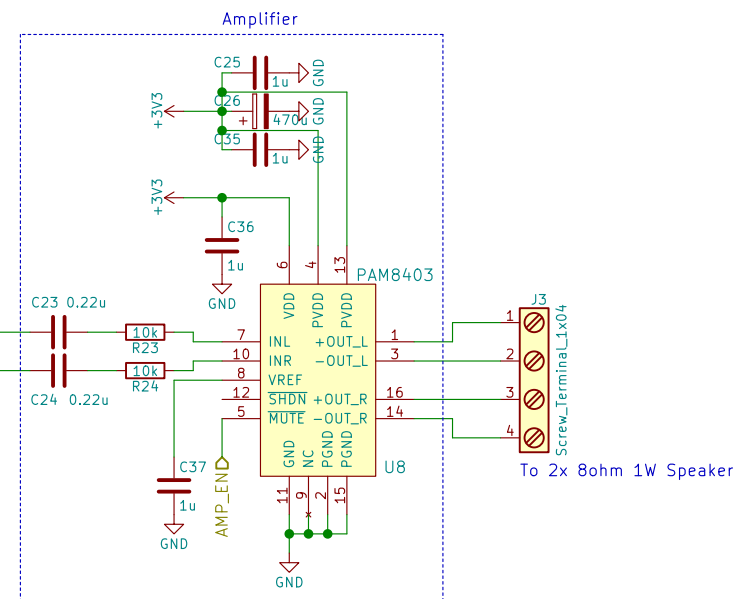 Amplifier
C25
1u
GND
+3V3
C26
+
470u
GND
C35
1u
GND
+3V3
C36
1u
GND
6
4
13
PAM8403
VDD
PVDD
PVDD
C23 0.22u
10k
R23
7
INL
+OUT_L
1
10
INR
-OUT_L
3
10k
R24
C24 0.22u
8
VREF
12
SHDN
+OUT_R
16
5
MUTE
-OUT_R
14
J3
1
2
3
4
Screw_Terminal_1x04
To 2x 8ohm 1W Speaker
GND
NC
PGND
PGND
U8
11
9
2
15
GND
C37
1u
GND
AMP_END